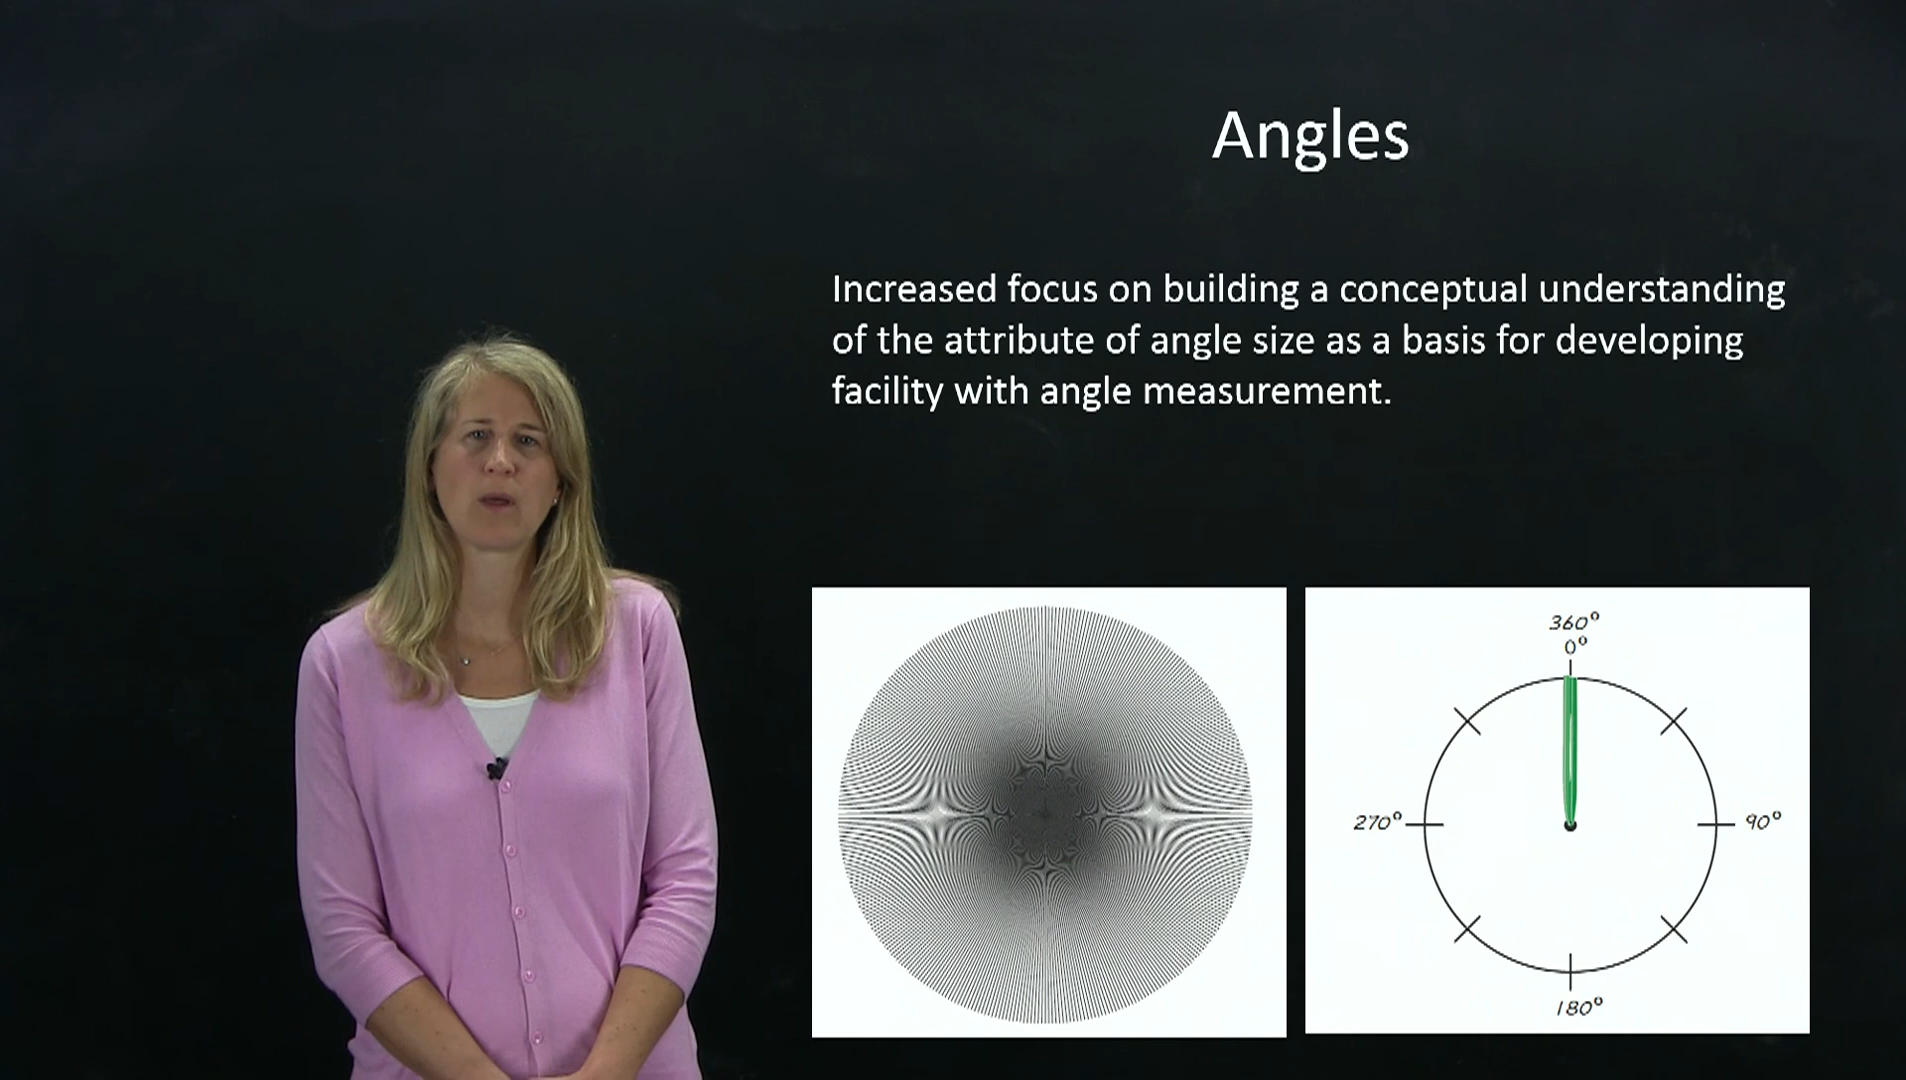 Angles
Increased focus on building a conceptual understanding
of the attribute of angle size as a basis for developing
facility with angle measurement.
360°
0°
270°
90°
180°